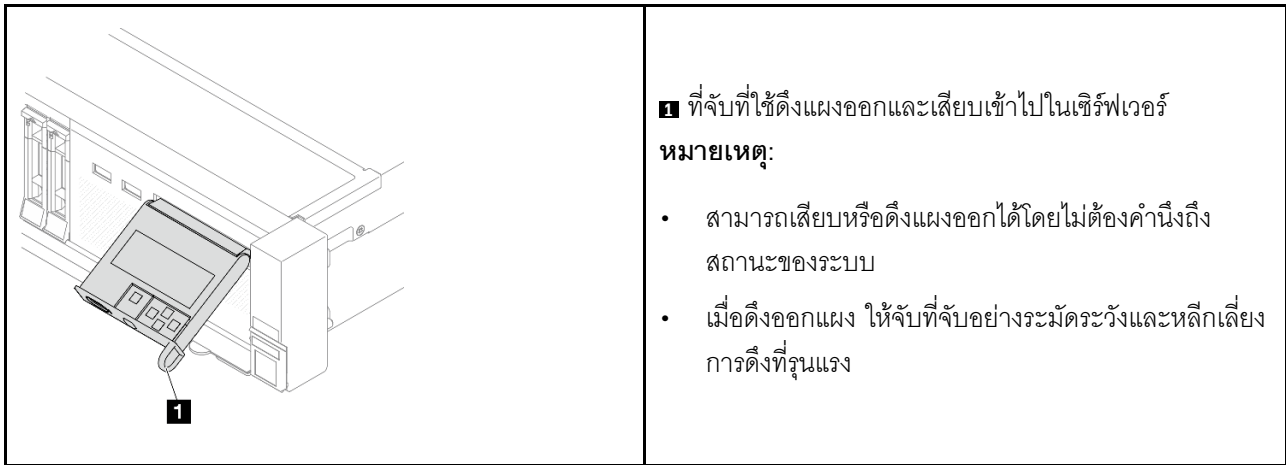 1
1 ที่จับที่ใช้ดึงแผงออกและเสียบเข้าไปในเซิร์ฟเวอร์
หมายเหตุ:
• สามารถเสียบหรือดึงแผงออกได้โดยไม่ต้องคำนึงถึง
สถานะของระบบ
• เมื่อดึงออกแผง ให้จับที่จับอย่างระมัดระวังและหลีกเลี่ยง
การดึงที่รุนแรง